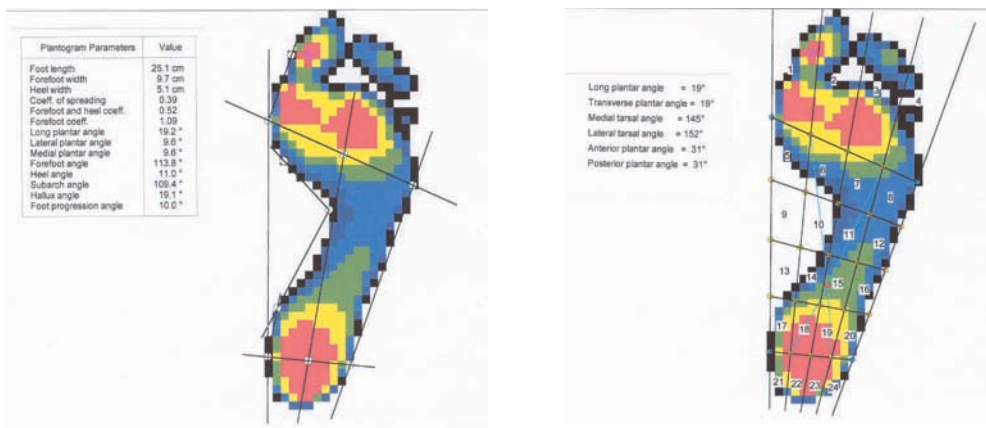 Plantogram Parameters Value
Foot length 25.1 cm
Forefoot width 9.7 cm
Heel width 5.1 cm
Coeff. of spreading 0.39
Forefoot and heel coeff. 0.52
Forefoot coeff. 1.09
Long plantar angle 19.2 °
Lateral plantar angle 9.6 °
Medial plantar angle 9.6 °
Forefoot angle 113.8 °
Heel angle 11.0 °
Subarch angle 109.4 °
Hallux angle 19.1 °
Foot progression angle 10.0 °
Long plantar angle = 19°
Transverse plantar angle = 19°
Medial tarsal angle = 145°
Lateral tarsal angle = 152°
Anterior plantar angle = 31°
Posterior plantar angle = 31°
1
2
3
4
5
6
7
8
9
10
11
12
13
14
15
16
17
18
19
20
21
22
23
24